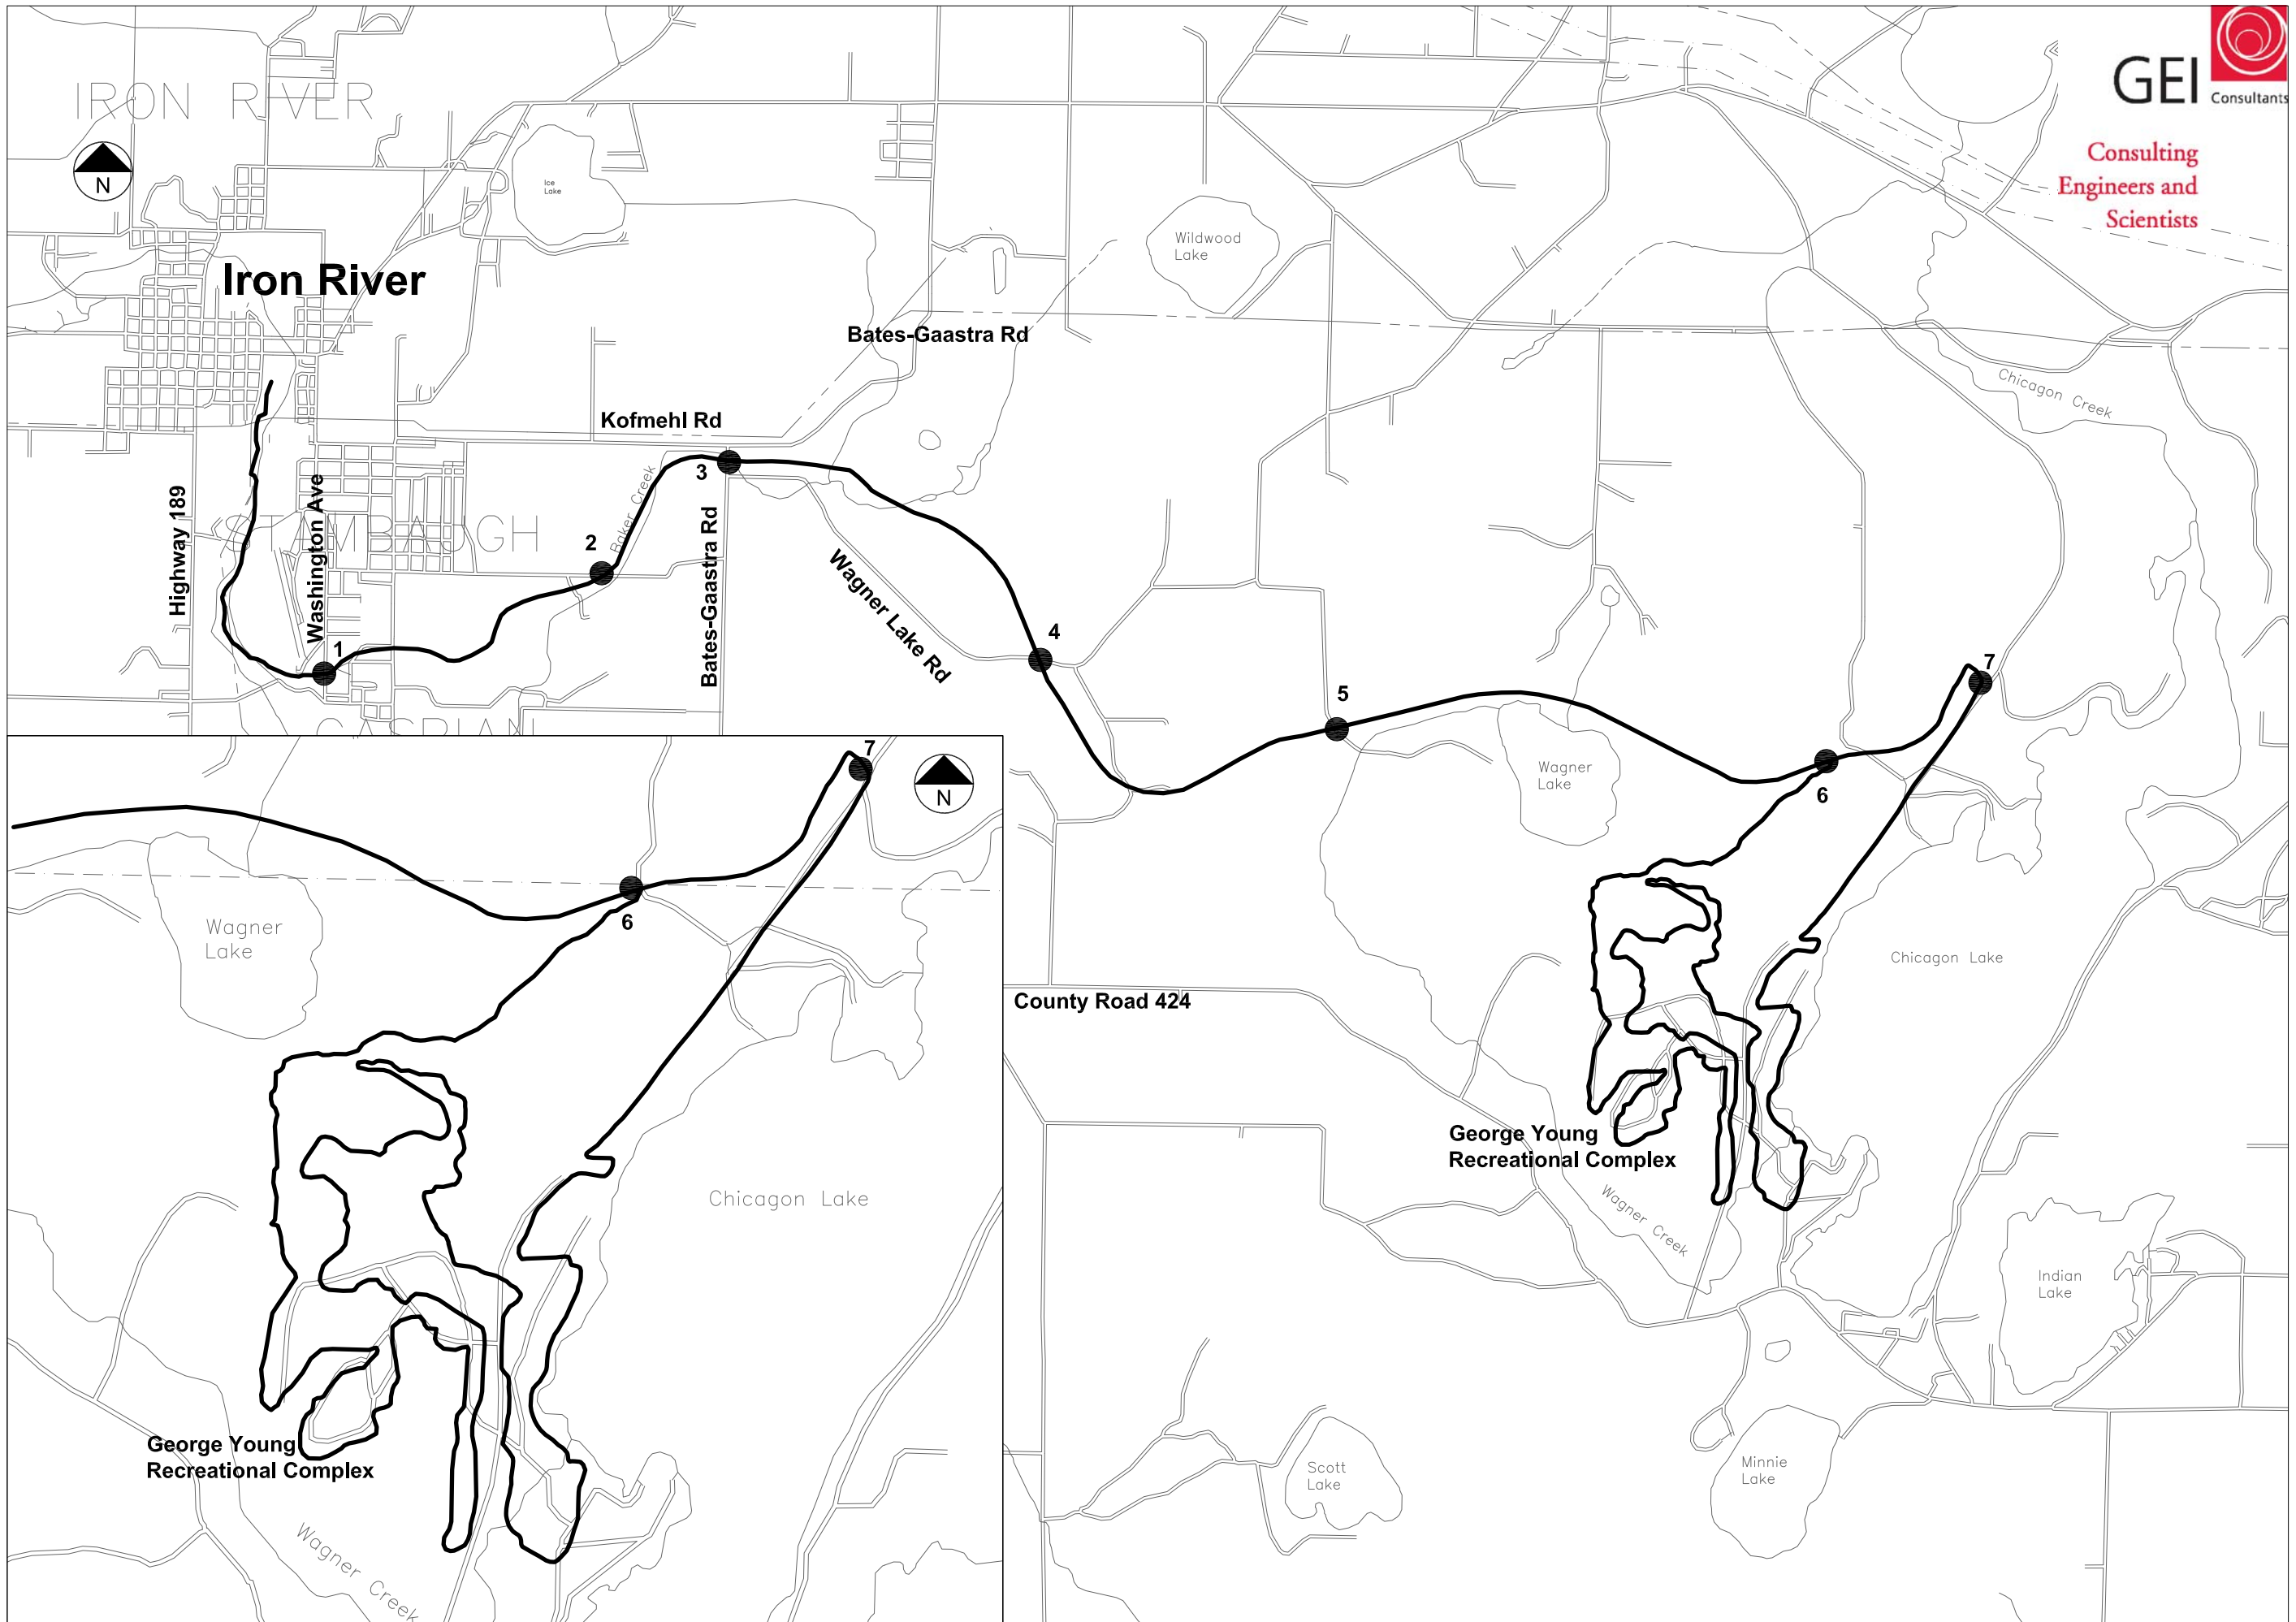 IRON RIVER
N
GEI
Consultants
Consulting
Engineers and
Scientists
Ice
Lake
Wildwood
Lake
Iron River
Bates-Gaastra Rd
Chicagon Creek
Kofmehl Rd
3
Baker Creek
Highway 189
Washington Ave
STAMBAUGH
2
Bates-Gaastra Rd
Wagner Lake Rd
1
4
5
7
CASPIAN
Wagner
Lake
6
Chicagon Lake
County Road 424
George Young
Recreational Complex
Wagner Creek
Indian
Lake
Scott
Lake
Minnie
Lake
7
N
6
Wagner
Lake
Chicagon Lake
George Young
Recreational Complex
Wagner Creek